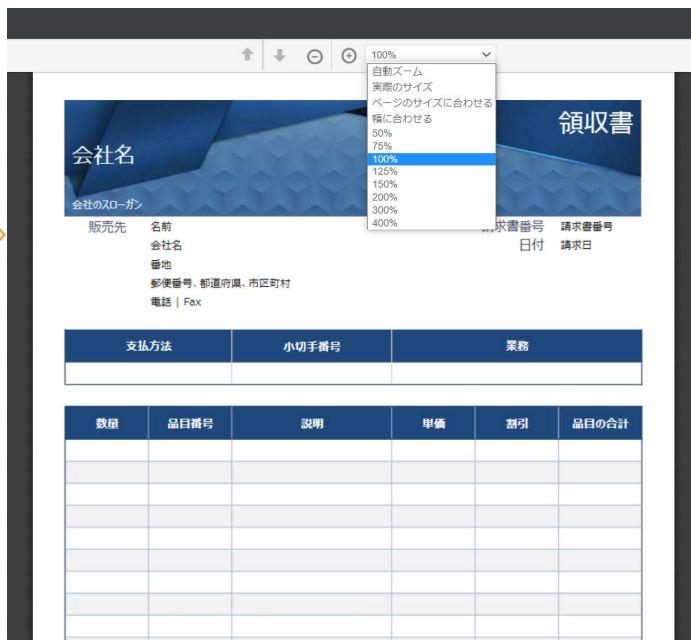 100%
自動ズーム
実際のサイズ
ページのサイズに合わせる
幅に合わせる
50%
75%
100%
125%
150%
200%
300%
400%
領収書
会社名
会社のスローガン
販売先 名前
会社名
番地
郵便番号、都道府県、市区町村
電話 | Fax
求書番号 請求書番号
日付 請求日
支払方法 小切手番号 業務
数量 品目番号 説明 単価 割引 品目の合計